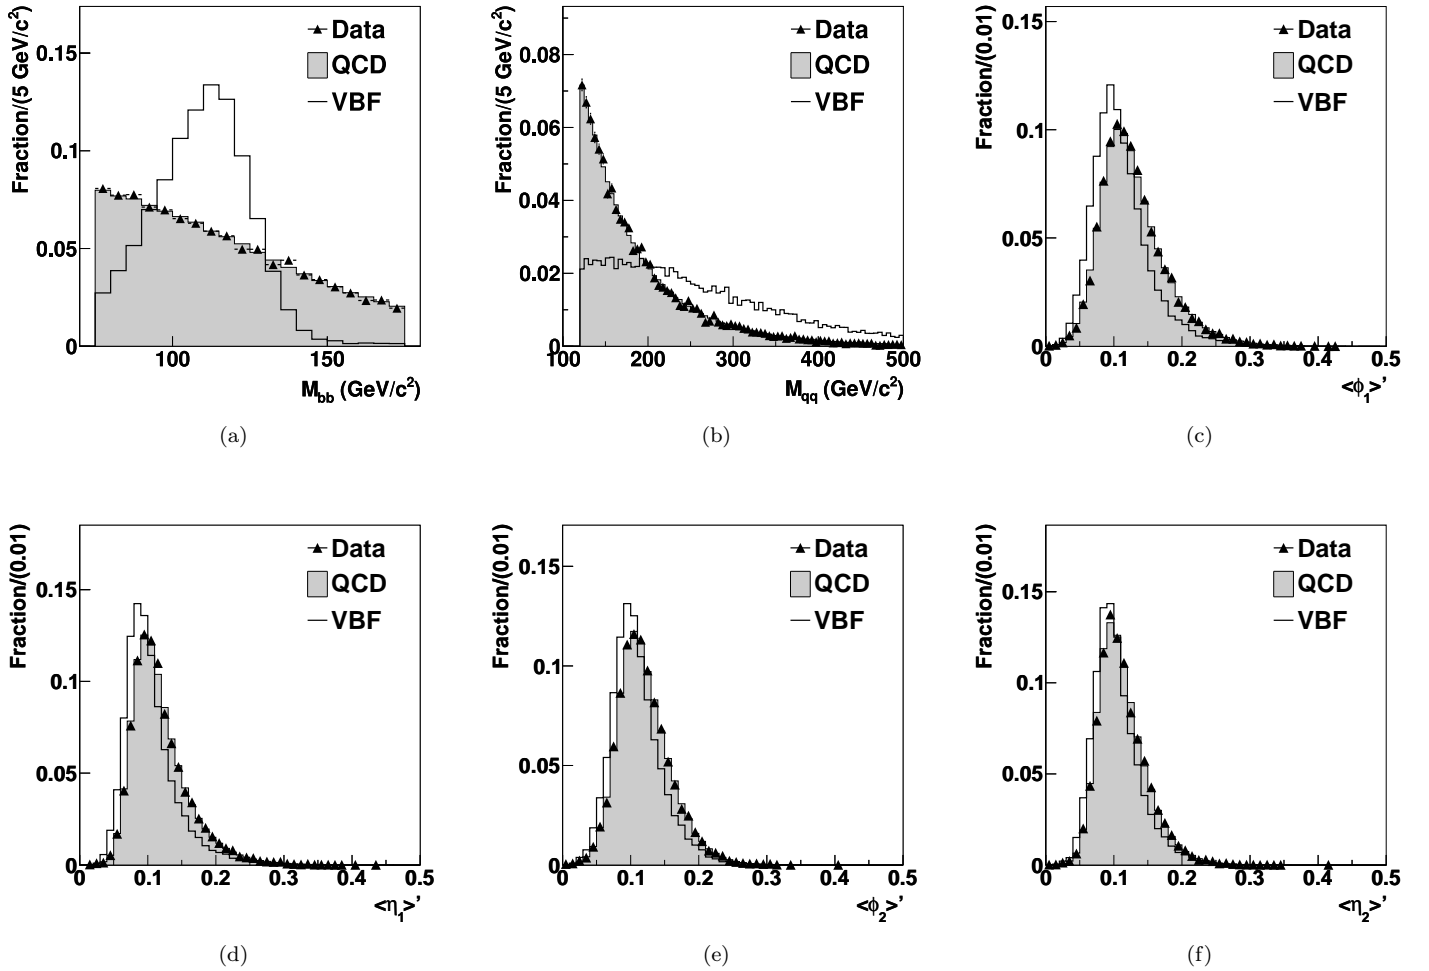 Fraction/(5 GeV/c²)
0.15
0.1
0.05
0
100
150
M_bb (GeV/c²)
Data
QCD
VBF
(a)
Fraction/(5 GeV/c²)
0.08
0.06
0.04
0.02
0
100
200
300
400
500
M_qq (GeV/c²)
Data
QCD
VBF
(b)
Fraction/(0.01)
0.15
0.1
0.05
0
0
0.1
0.2
0.3
0.4
0.5
<ϕ₁>'
Data
QCD
VBF
(c)
Fraction/(0.01)
0.15
0.1
0.05
0
0
0.1
0.2
0.3
0.4
0.5
<η₁>'
Data
QCD
VBF
(d)
Fraction/(0.01)
0.15
0.1
0.05
0
0
0.1
0.2
0.3
0.4
0.5
<ϕ₂>'
Data
QCD
VBF
(e)
Fraction/(0.01)
0.15
0.1
0.05
0
0
0.1
0.2
0.3
0.4
0.5
<η₂>'
Data
QCD
VBF
(f)